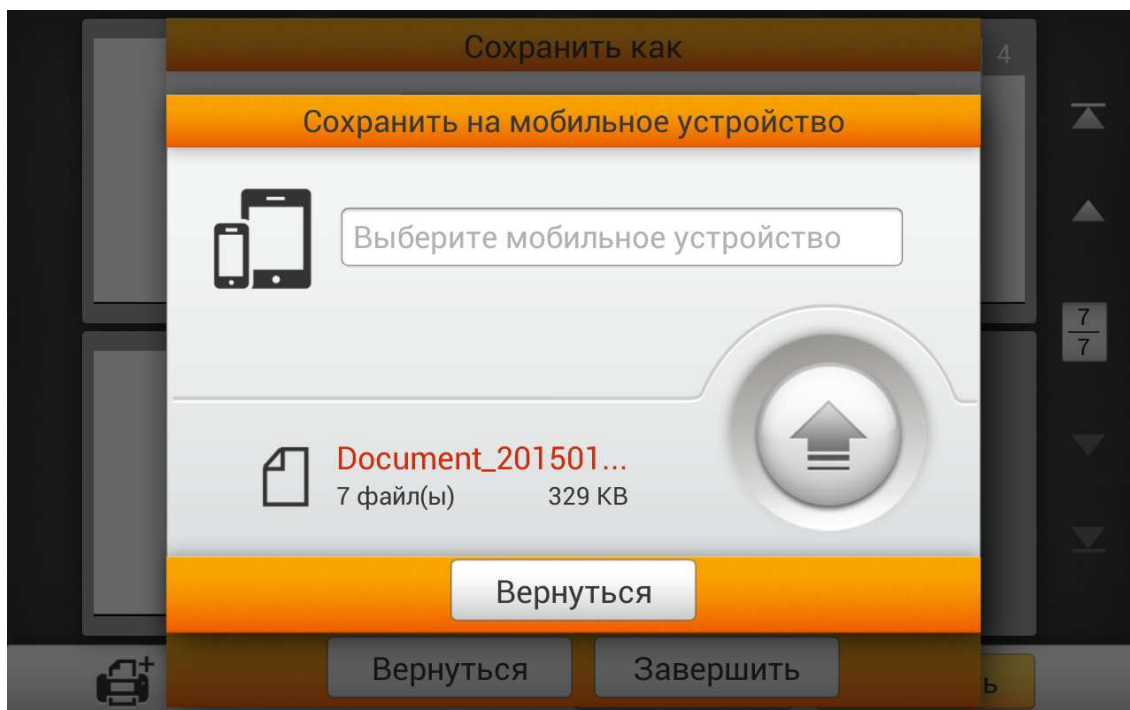 Сохранить как
4
Сохранить на мобильное устройство
Выберите мобильное устройство
7
7
Document_201501...
7 файл(ы) 329 KB
Вернуться
Вернуться Завершить